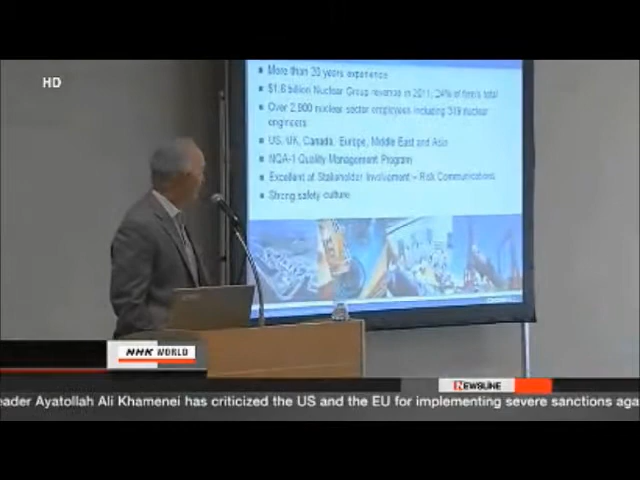 HD
More than 20 years experience
$1.6 billion Nuclear Group revenue in 2011, 24% of firm's total
Over 2,800 nuclear sector employees including nuclear
engineers
US, UK, Canada, Europe, Middle East and Asia
NQA-1 Quality Management Program
Excellent at Stakeholder Involvement – Risk Communications
Strong safety culture
NHK WORLD
NEWSLINE
eader Ayatollah Ali Khamenei has criticized the US and the EU for implementing severe sanctions aga